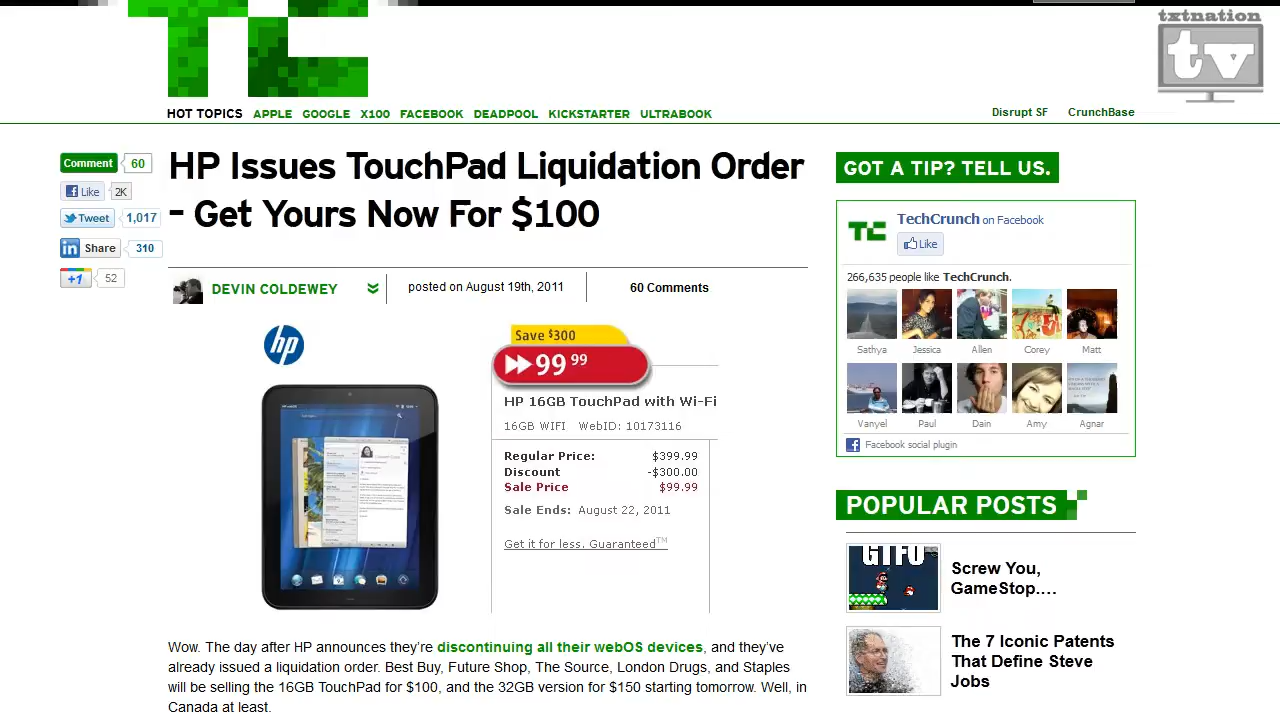 txtnation
tv
TC
HOT TOPICS APPLE GOOGLE X100 FACEBOOK DEADPOOL KICKSTARTER ULTRABOOK
Disrupt SF CrunchBase
Comment 60
Like 2K
Tweet 1,017
in Share 310
+1 52
HP Issues TouchPad Liquidation Order
– Get Yours Now For $100
DEVIN COLDEWEY posted on August 19th, 2011 60 Comments
hp
Save $300
99 99
HP 16GB TouchPad with Wi-Fi
16GB WIFI WebID: 10173116
Regular Price: $399.99
Discount -$300.00
Sale Price $99.99
Sale Ends: August 22, 2011
Get it for less. Guaranteed™
Wow. The day after HP announces they're discontinuing all their webOS devices, and they've
already issued a liquidation order. Best Buy, Future Shop, The Source, London Drugs, and Staples
will be selling the 16GB TouchPad for $100, and the 32GB version for $150 starting tomorrow. Well, in
Canada at least.
GOT A TIP? TELL US.
TC
TechCrunch on Facebook
Like
266,635 people like TechCrunch.
Sathya Jessica Allen Corey Matt
Vanyel Paul Dain Amy Agnar
Facebook social plugin
POPULAR POSTS
GTFO
Screw You,
GameStop....
The 7 Iconic Patents
That Define Steve
Jobs